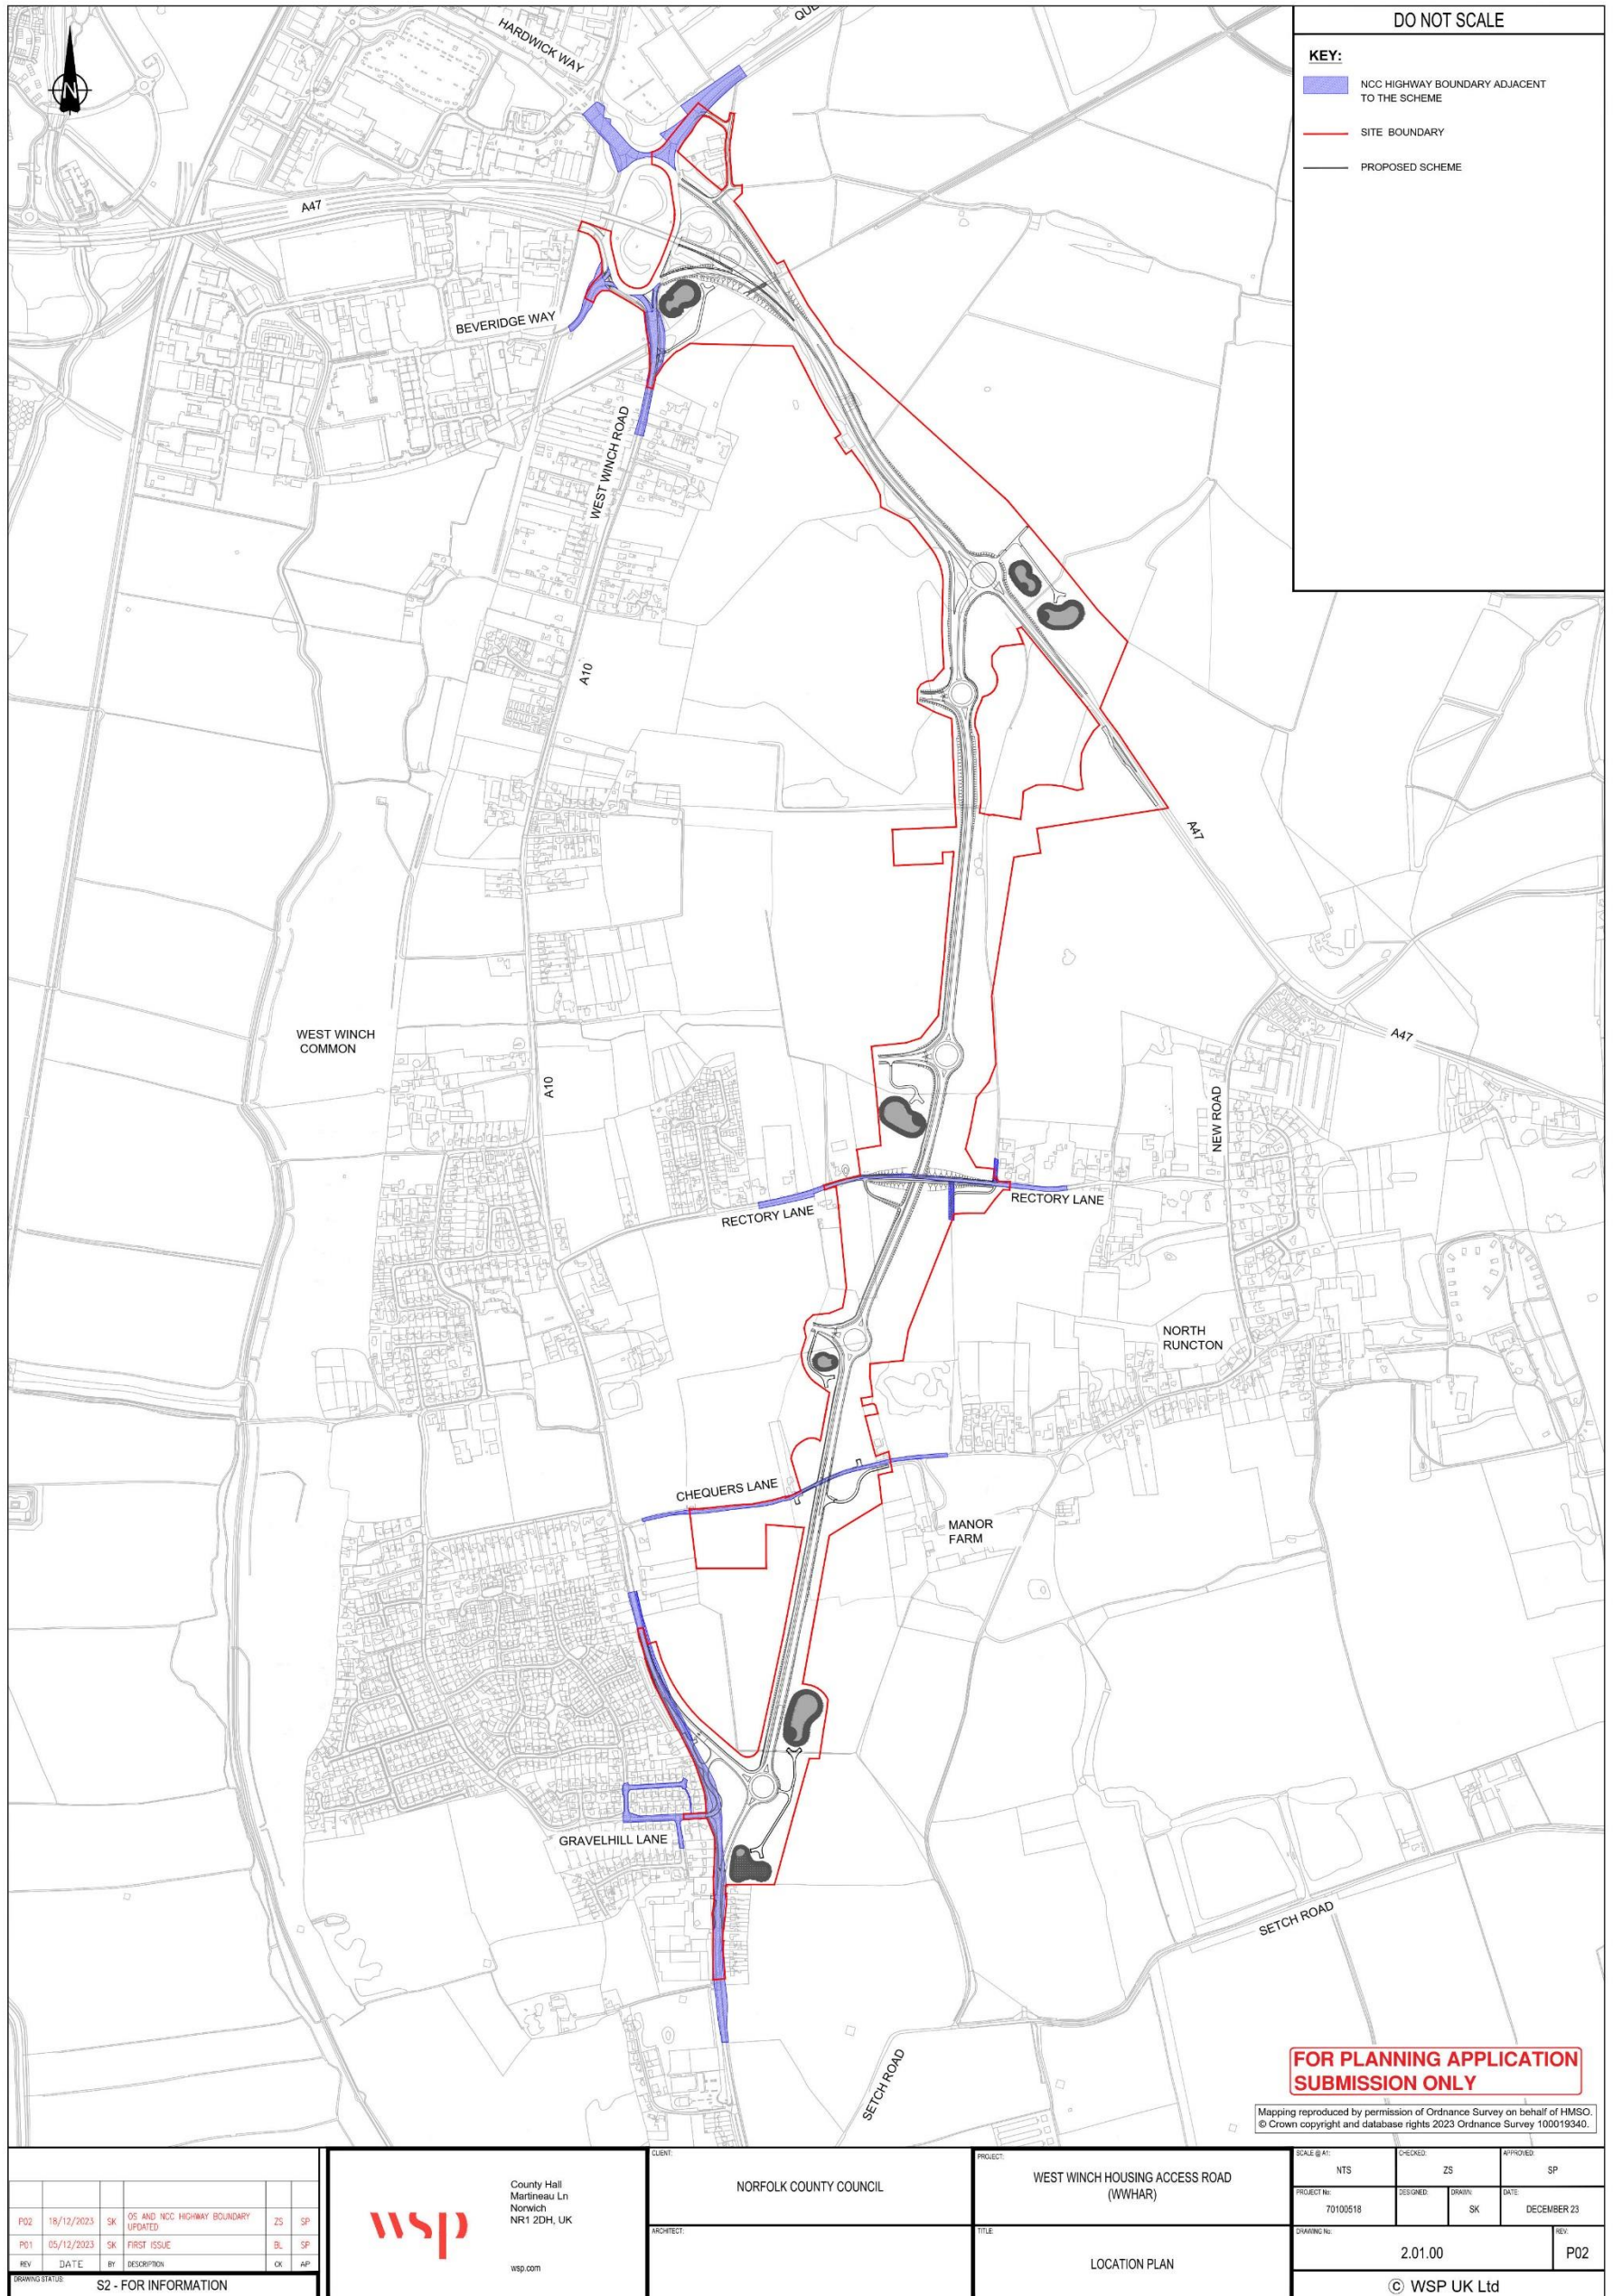 DO NOT SCALE
KEY:
NCC HIGHWAY BOUNDARY ADJACENT
TO THE SCHEME
SITE BOUNDARY
PROPOSED SCHEME
N
HARDWICK WAY
QUE
A47
BEVERIDGE WAY
WEST WINCH ROAD
A10
A47
WEST WINCH
COMMON
A10
A47
NEW ROAD
RECTORY LANE
RECTORY LANE
NORTH
RUNCTON
CHEQUERS LANE
MANOR
FARM
GRAVELHILL LANE
SETCH ROAD
SETCH ROAD
FOR PLANNING APPLICATION
SUBMISSION ONLY
Mapping reproduced by permission of Ordnance Survey on behalf of HMSO.
© Crown copyright and database rights 2023 Ordnance Survey 100019340.
P02 18/12/2023 SK OS AND NCC HIGHWAY BOUNDARY UPDATED ZS SP
P01 05/12/2023 SK FIRST ISSUE BL SP
REV DATE BY DESCRIPTION CK AP
DRAWING STATUS:
S2 - FOR INFORMATION
wsp
County Hall
Martineau Ln
Norwich
NR1 2DH, UK
wsp.com
CLIENT:
NORFOLK COUNTY COUNCIL
ARCHITECT:
PROJECT:
WEST WINCH HOUSING ACCESS ROAD
(WWHAR)
TITLE:
LOCATION PLAN
SCALE @ A1: CHECKED: APPROVED:
NTS ZS SP
PROJECT No: DESIGNED: DRAWN: DATE:
70100518 SK DECEMBER 23
DRAWING No: REV:
2.01.00 P02
© WSP UK Ltd